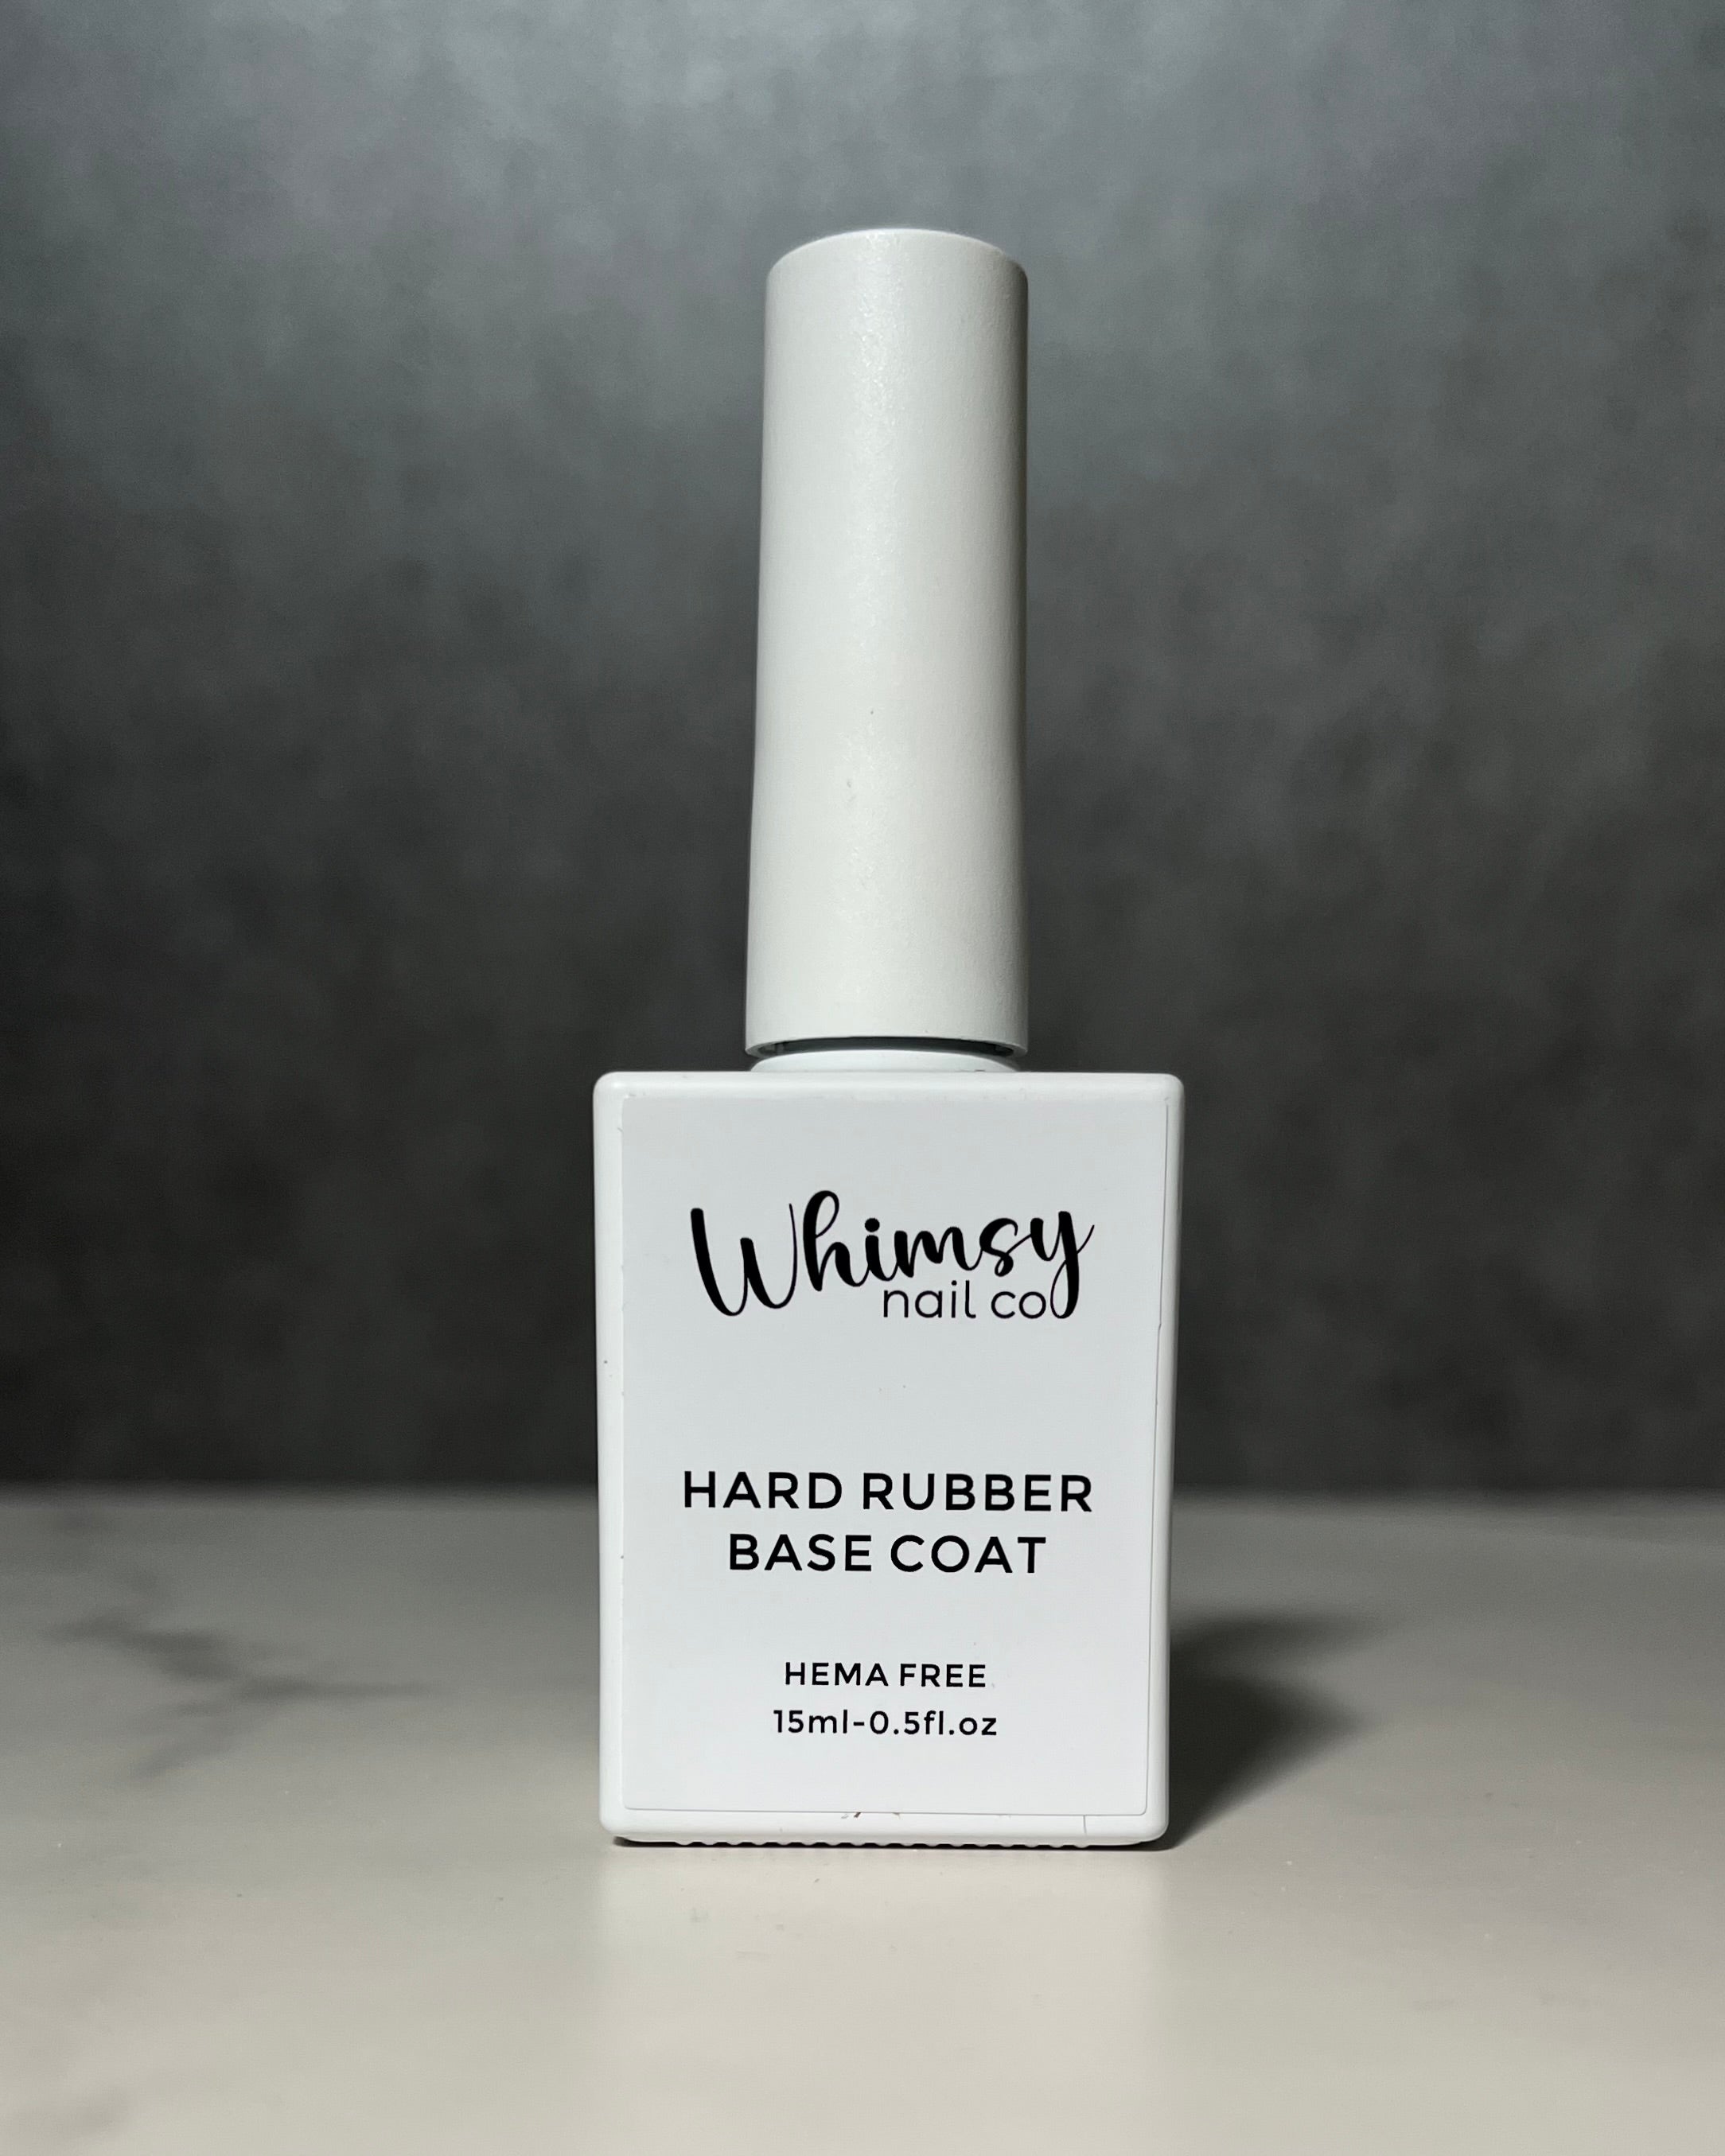 Whimsy
nail co
HARD RUBBER
BASE COAT
HEMA FREE
15ml-0.5fl.oz